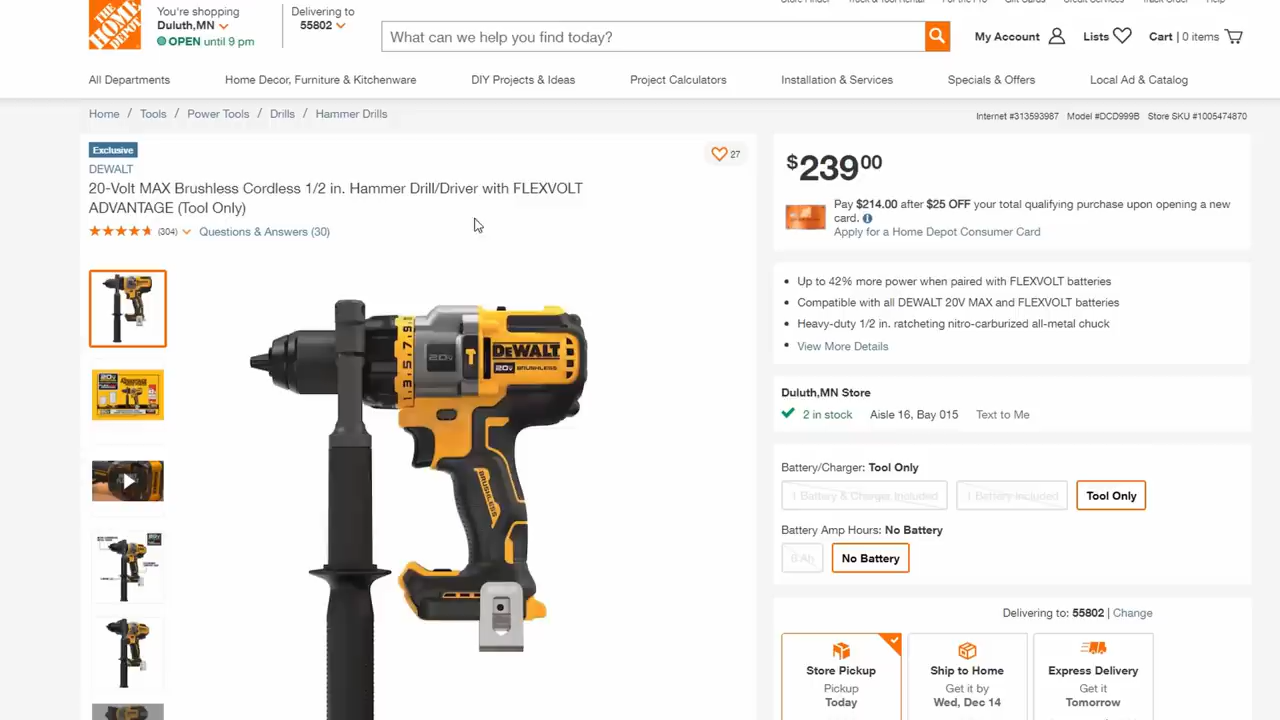 THE HOME DEPOT
You're shopping
Duluth,MN
OPEN until 9 pm
Delivering to
55802
What can we help you find today?
My Account
Lists
Cart | 0 items
All Departments
Home Decor, Furniture & Kitchenware
DIY Projects & Ideas
Project Calculators
Installation & Services
Specials & Offers
Local Ad & Catalog
Home / Tools / Power Tools / Drills / Hammer Drills
Internet #313593987 Model #DCD999B Store SKU #1005474870
Exclusive
27
DEWALT
20-Volt MAX Brushless Cordless 1/2 in. Hammer Drill/Driver with FLEXVOLT
ADVANTAGE (Tool Only)
(304)
Questions & Answers (30)
DEWALT
20V BRUSHLESS
20V
BRUSHLESS
$239.00
Pay $214.00 after $25 OFF your total qualifying purchase upon opening a new
card.
Apply for a Home Depot Consumer Card
Up to 42% more power when paired with FLEXVOLT batteries
Compatible with all DEWALT 20V MAX and FLEXVOLT batteries
Heavy-duty 1/2 in. ratcheting nitro-carburized all-metal chuck
View More Details
Duluth,MN Store
2 in stock
Aisle 16, Bay 015
Text to Me
Battery/Charger: Tool Only
1 Battery & Charger Included
1 Battery Included
Tool Only
Battery Amp Hours: No Battery
6 Ah
No Battery
Delivering to: 55802 | Change
Store Pickup
Pickup
Today
Ship to Home
Get it by
Wed, Dec 14
Express Delivery
Get it
Tomorrow